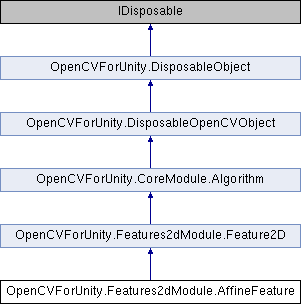 IDisposable
OpenCVForUnity.DisposableObject
OpenCVForUnity.DisposableOpenCVObject
OpenCVForUnity.CoreModule.Algorithm
OpenCVForUnity.Features2dModule.Feature2D
OpenCVForUnity.Features2dModule.AffineFeature